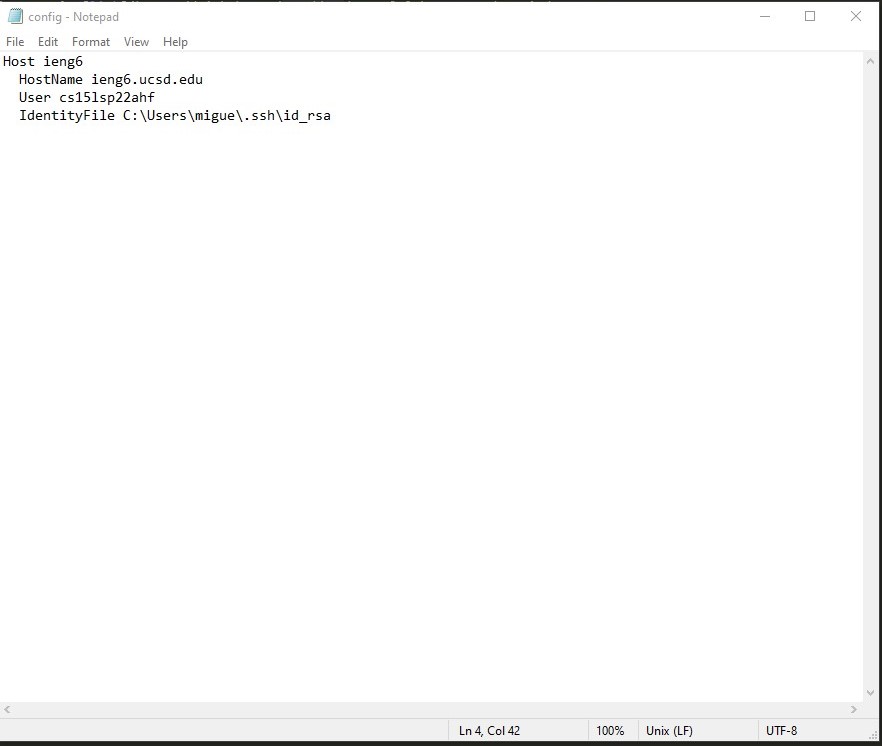 config - Notepad
File Edit Format View Help
Host ieng6
  HostName ieng6.ucsd.edu
  User cs15lsp22ahf
  IdentityFile C:\Users\migue\.ssh\id_rsa
Ln 4, Col 42 100% Unix (LF) UTF-8